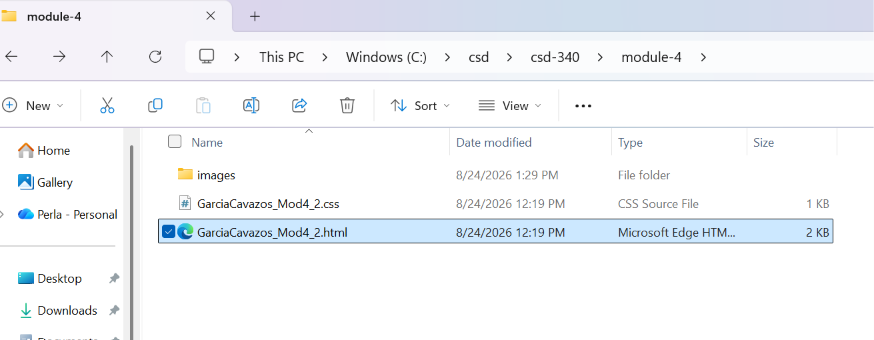 module-4
This PC > Windows (C:) > csd > csd-340 > module-4 >
New Sort View
Name Date modified Type Size
Home
Gallery
Perla - Personal
Desktop
Downloads
Documents
images 8/24/2026 1:29 PM File folder
GarciaCavazos_Mod4_2.css 8/24/2026 12:19 PM CSS Source File 1 KB
GarciaCavazos_Mod4_2.html 8/24/2026 12:19 PM Microsoft Edge HTM... 2 KB